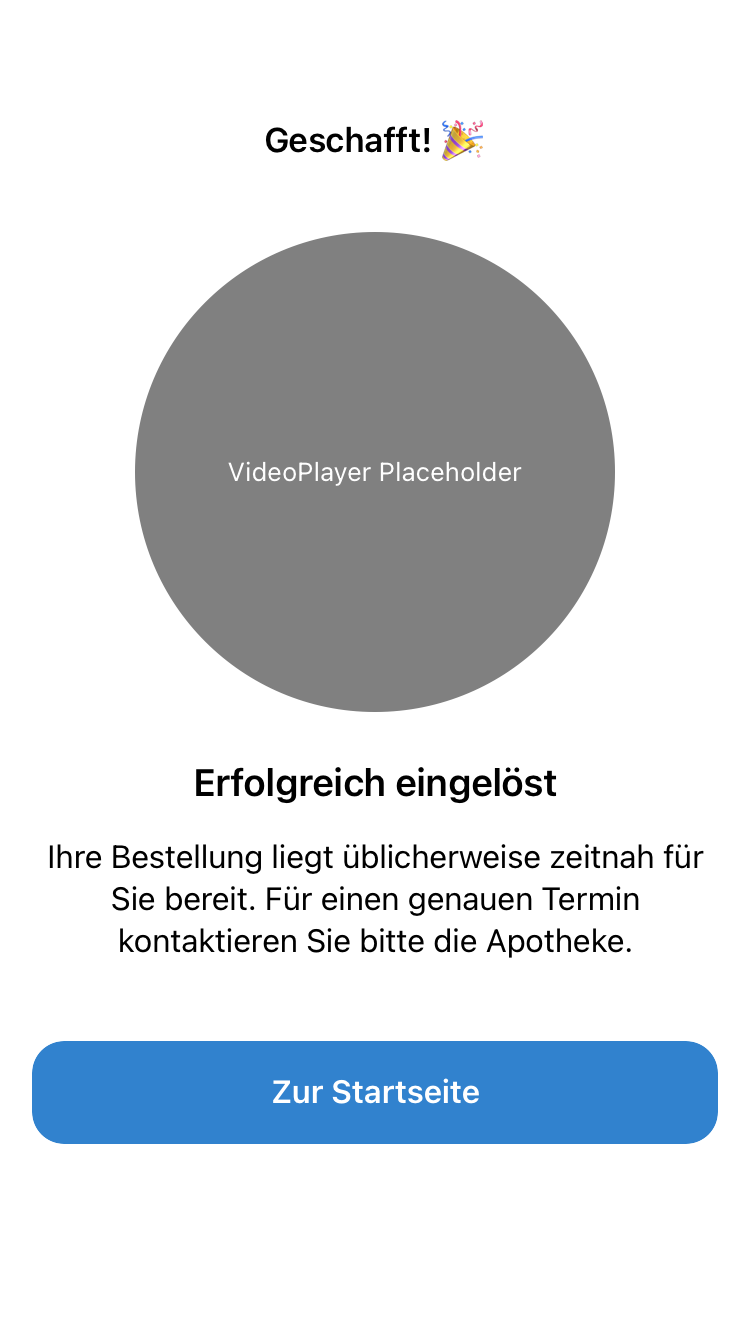 Geschafft! 🎉
VideoPlayer Placeholder
Erfolgreich eingelöst
Ihre Bestellung liegt üblicherweise zeitnah für
Sie bereit. Für einen genauen Termin
kontaktieren Sie bitte die Apotheke.
Zur Startseite